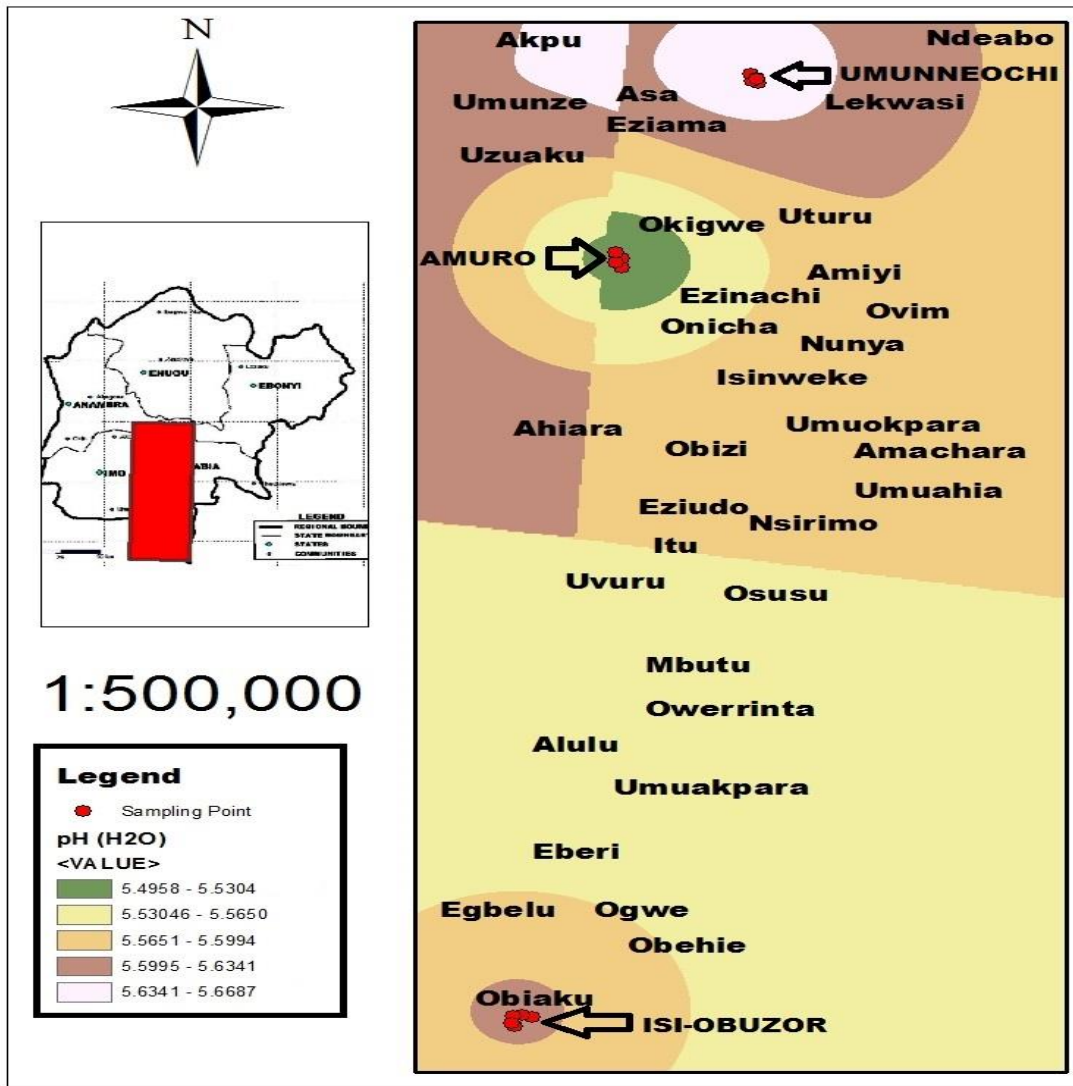 N
Akpu
Ndeabo
UMUNNEOCHI
Umunze
Asa
Lekwasi
Eziama
Uzuaku
Okigwe
Uturu
AMURO
Amiyi
Ezinachi
Ovim
Onicha
Nunya
Isinweke
Ahiara
Umuokpara
Obizi
Amachara
Umuahia
Eziudo
Nsirimo
Itu
Uvuru
Osusu
Mbutu
Owerrinta
Alulu
Umuakpara
Eberi
Egbelu
Ogwe
Obehie
Obiaku
ISI-OBUZOR
ENUGU
EBONYI
ANAMBRA
IMO
ABIA
LEGEND
REGIONAL BOUN
STATE BOUNDARY
STATES
COMMUNITIES
1:500,000
Legend
Sampling Point
pH (H2O)
<VALUE>
5.4958 - 5.5304
5.53046 - 5.5650
5.5651 - 5.5994
5.5995 - 5.6341
5.6341 - 5.6687